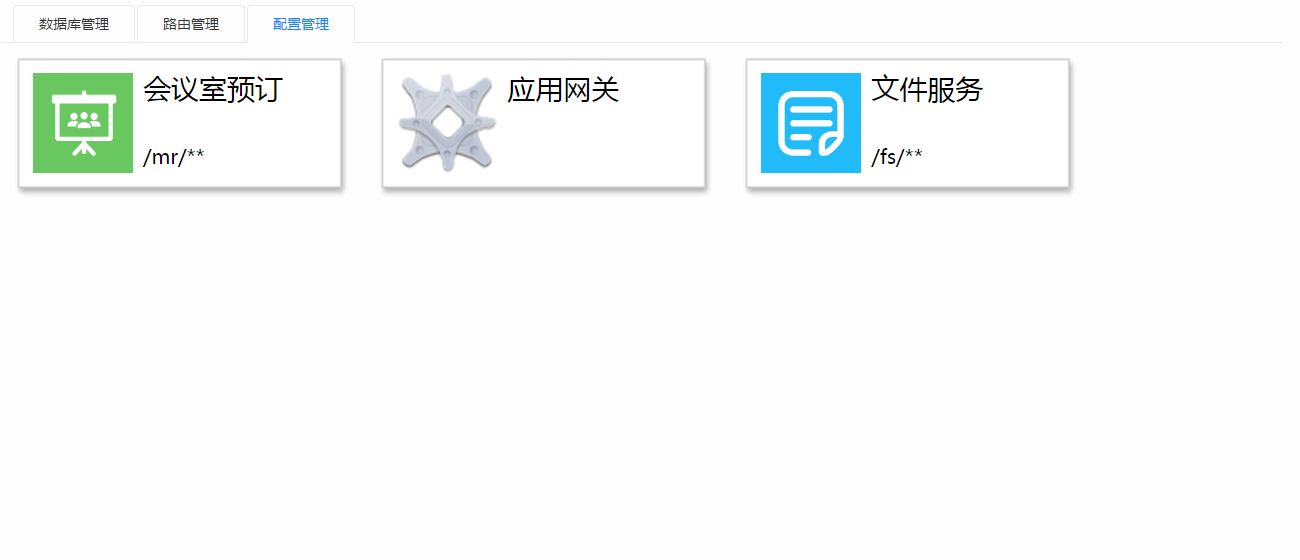 数据库管理 路由管理 配置管理
会议室预订
/mr/**
应用网关
文件服务
/fs/**